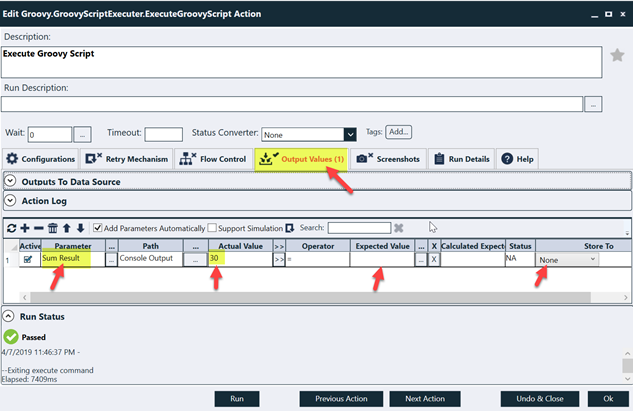 Edit Groovy.GroovyScriptExecuter.ExecuteGroovyScript Action
Description:
Execute Groovy Script
Run Description:
...
Wait: 0 ... Timeout: Status Converter: None Tags: Add...
Configurations Retry Mechanism Flow Control Output Values (1) Screenshots Run Details Help
Outputs To Data Source
Action Log
Add Parameters Automatically Support Simulation Search:
Active Parameter ... Path ... Actual Value >> Operator Expected Value ... X Calculated Expecte Status Store To
1 Sum Result ... Console Output ... 30 >> = ... X NA None
Run Status
Passed
4/7/2019 11:46:37 PM -
--Exiting execute command
Elapsed: 7409ms
Run Previous Action Next Action Undo & Close Ok